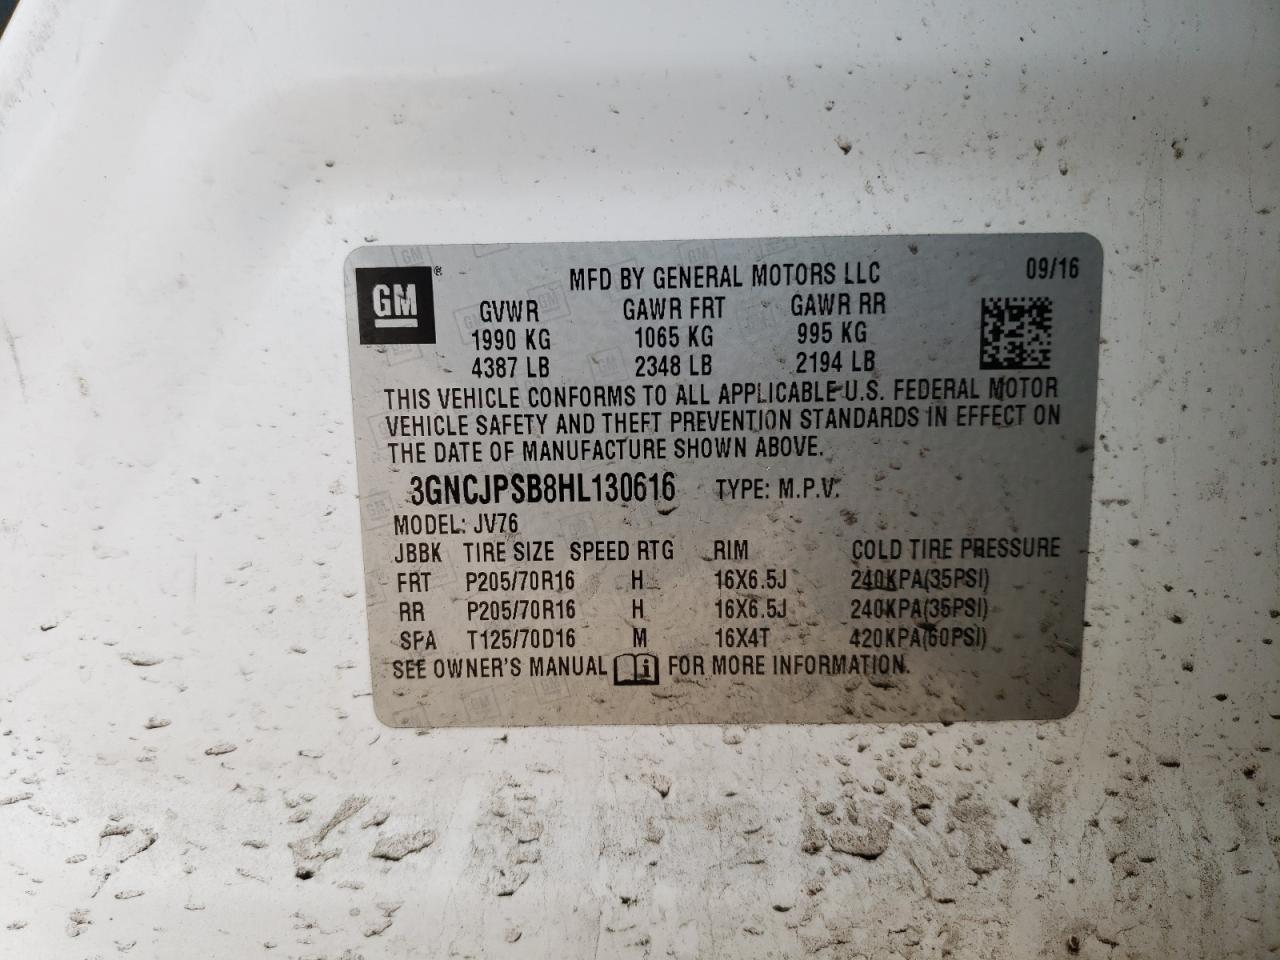 GM ®
MFD BY GENERAL MOTORS LLC 09/16
GVWR GAWR FRT GAWR RR
1990 KG 1065 KG 995 KG
4387 LB 2348 LB 2194 LB
THIS VEHICLE CONFORMS TO ALL APPLICABLE U.S. FEDERAL MOTOR
VEHICLE SAFETY AND THEFT PREVENTION STANDARDS IN EFFECT ON
THE DATE OF MANUFACTURE SHOWN ABOVE.
3GNCJPSB8HL130616 TYPE: M.P.V.
MODEL: JV76
JBBK TIRE SIZE SPEED RTG RIM COLD TIRE PRESSURE
FRT P205/70R16 H 16X6.5J 240KPA(35PSI)
RR P205/70R16 H 16X6.5J 240KPA(35PSI)
SPA T125/70D16 M 16X4T 420KPA(60PSI)
SEE OWNER'S MANUAL i FOR MORE INFORMATION.